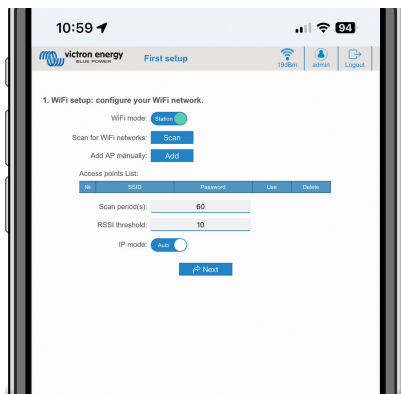 10:59
94
victron energy
BLUE POWER
First setup
19dBm
admin
Logout
1. WiFi setup: configure your WiFi network.
WiFi mode: Station
Scan for WiFi networks: Scan
Add AP manually: Add
Access points List:
№ SSID Password Use Delete
Scan period(s): 60
RSSI threshold: 10
IP mode: Auto
Next